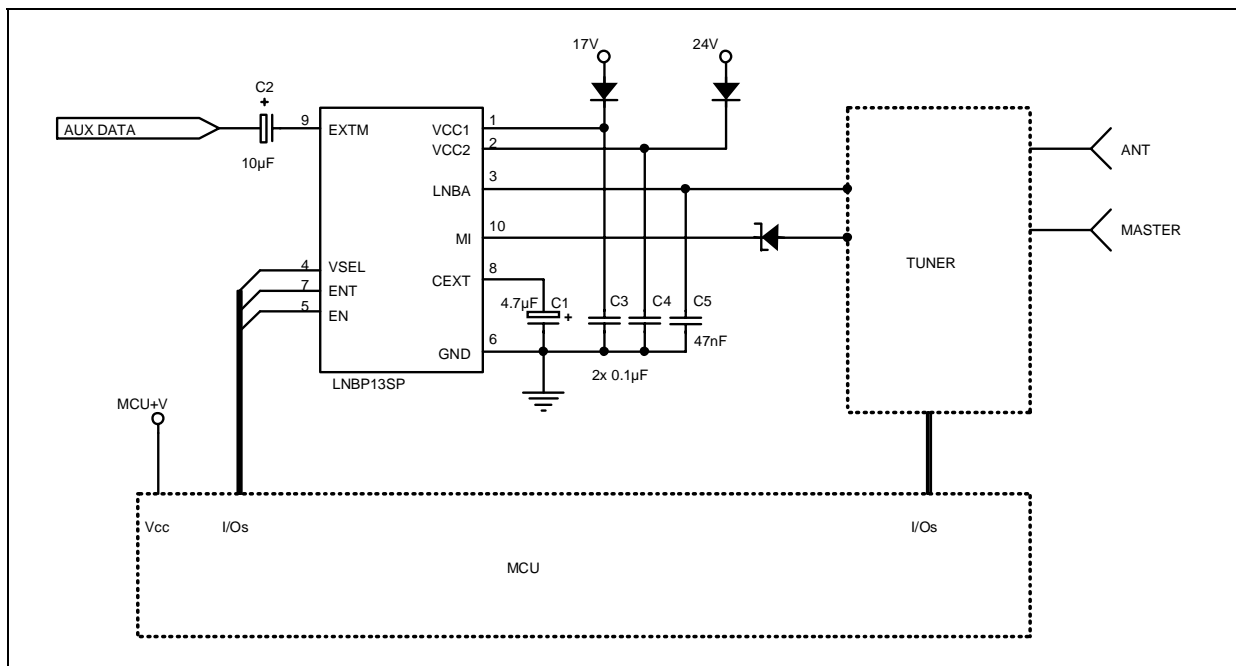 17V
24V
C2
+
AUX DATA
9
EXTM
10µF
VCC1
1
VCC2
2
LNBA
3
MI
10
CEXT
8
GND
6
4
VSEL
7
ENT
5
EN
LNBP13SP
4.7µF
C1
+
C3
C4
C5
47nF
2x 0.1µF
TUNER
ANT
MASTER
MCU+V
Vcc
I/Os
I/Os
MCU